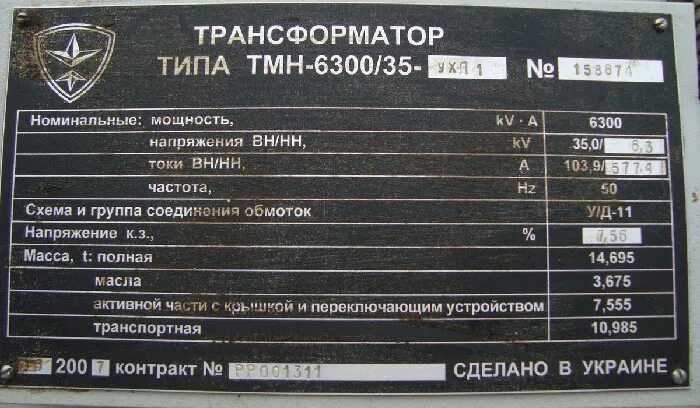 ТРАНСФОРМАТОР
ТИПА ТМН-6300/35-УХЛ1 № 158874
Номинальные: мощность, kV·A 6300
напряжения ВН/НН, kV 35,0/6,3
токи ВН/НН, А 103,9/577,4
частота, Hz 50
Схема и группа соединения обмоток У/Д-11
Напряжение к.з., % 7,56
Масса, t: полная 14,695
масла 3,675
активной части с крышкой и переключающим устройством 7,555
транспортная 10,985
2007 контракт № РР001311 СДЕЛАНО В УКРАИНЕ